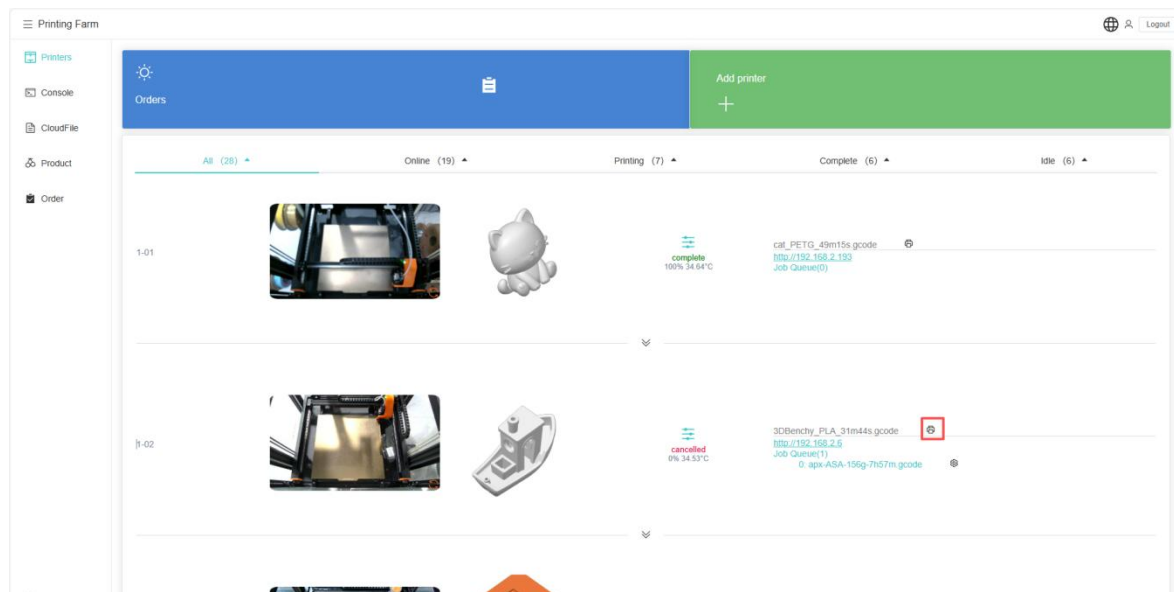 Printing Farm
Logout
Printers
Console
CloudFile
Product
Order
Orders
Add printer
All (28)
Online (19)
Printing (7)
Complete (6)
Idle (6)
1-01
complete
100% 34.64°C
cat_PETG_49m15s.gcode
http://192.168.2.193
Job Queue(0)
1-02
cancelled
0% 34.53°C
3DBenchy_PLA_31m44s.gcode
http://192.168.2.6
Job Queue(1)
0: apx-ASA-156g-7h57m.gcode